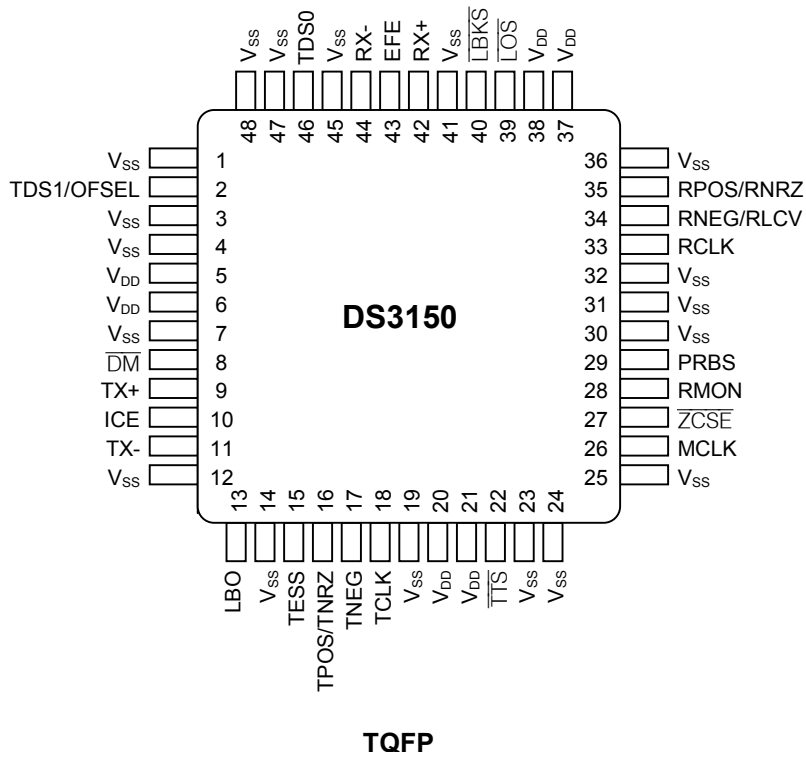 VSS
VSS
TDS0
VSS
RX-
EFE
RX+
VSS
LBKS
LOS
VDD
VDD
48
47
46
45
44
43
42
41
40
39
38
37
VSS 1
TDS1/OFSEL 2
VSS 3
VSS 4
VDD 5
VDD 6
VSS 7
DM 8
TX+ 9
ICE 10
TX- 11
VSS 12
DS3150
36 VSS
35 RPOS/RNRZ
34 RNEG/RLCV
33 RCLK
32 VSS
31 VSS
30 VSS
29 PRBS
28 RMON
27 ZCSE
26 MCLK
25 VSS
13
14
15
16
17
18
19
20
21
22
23
24
LBO
VSS
TESS
TPOS/TNRZ
TNEG
TCLK
VSS
VDD
VDD
TTS
VSS
VSS
TQFP